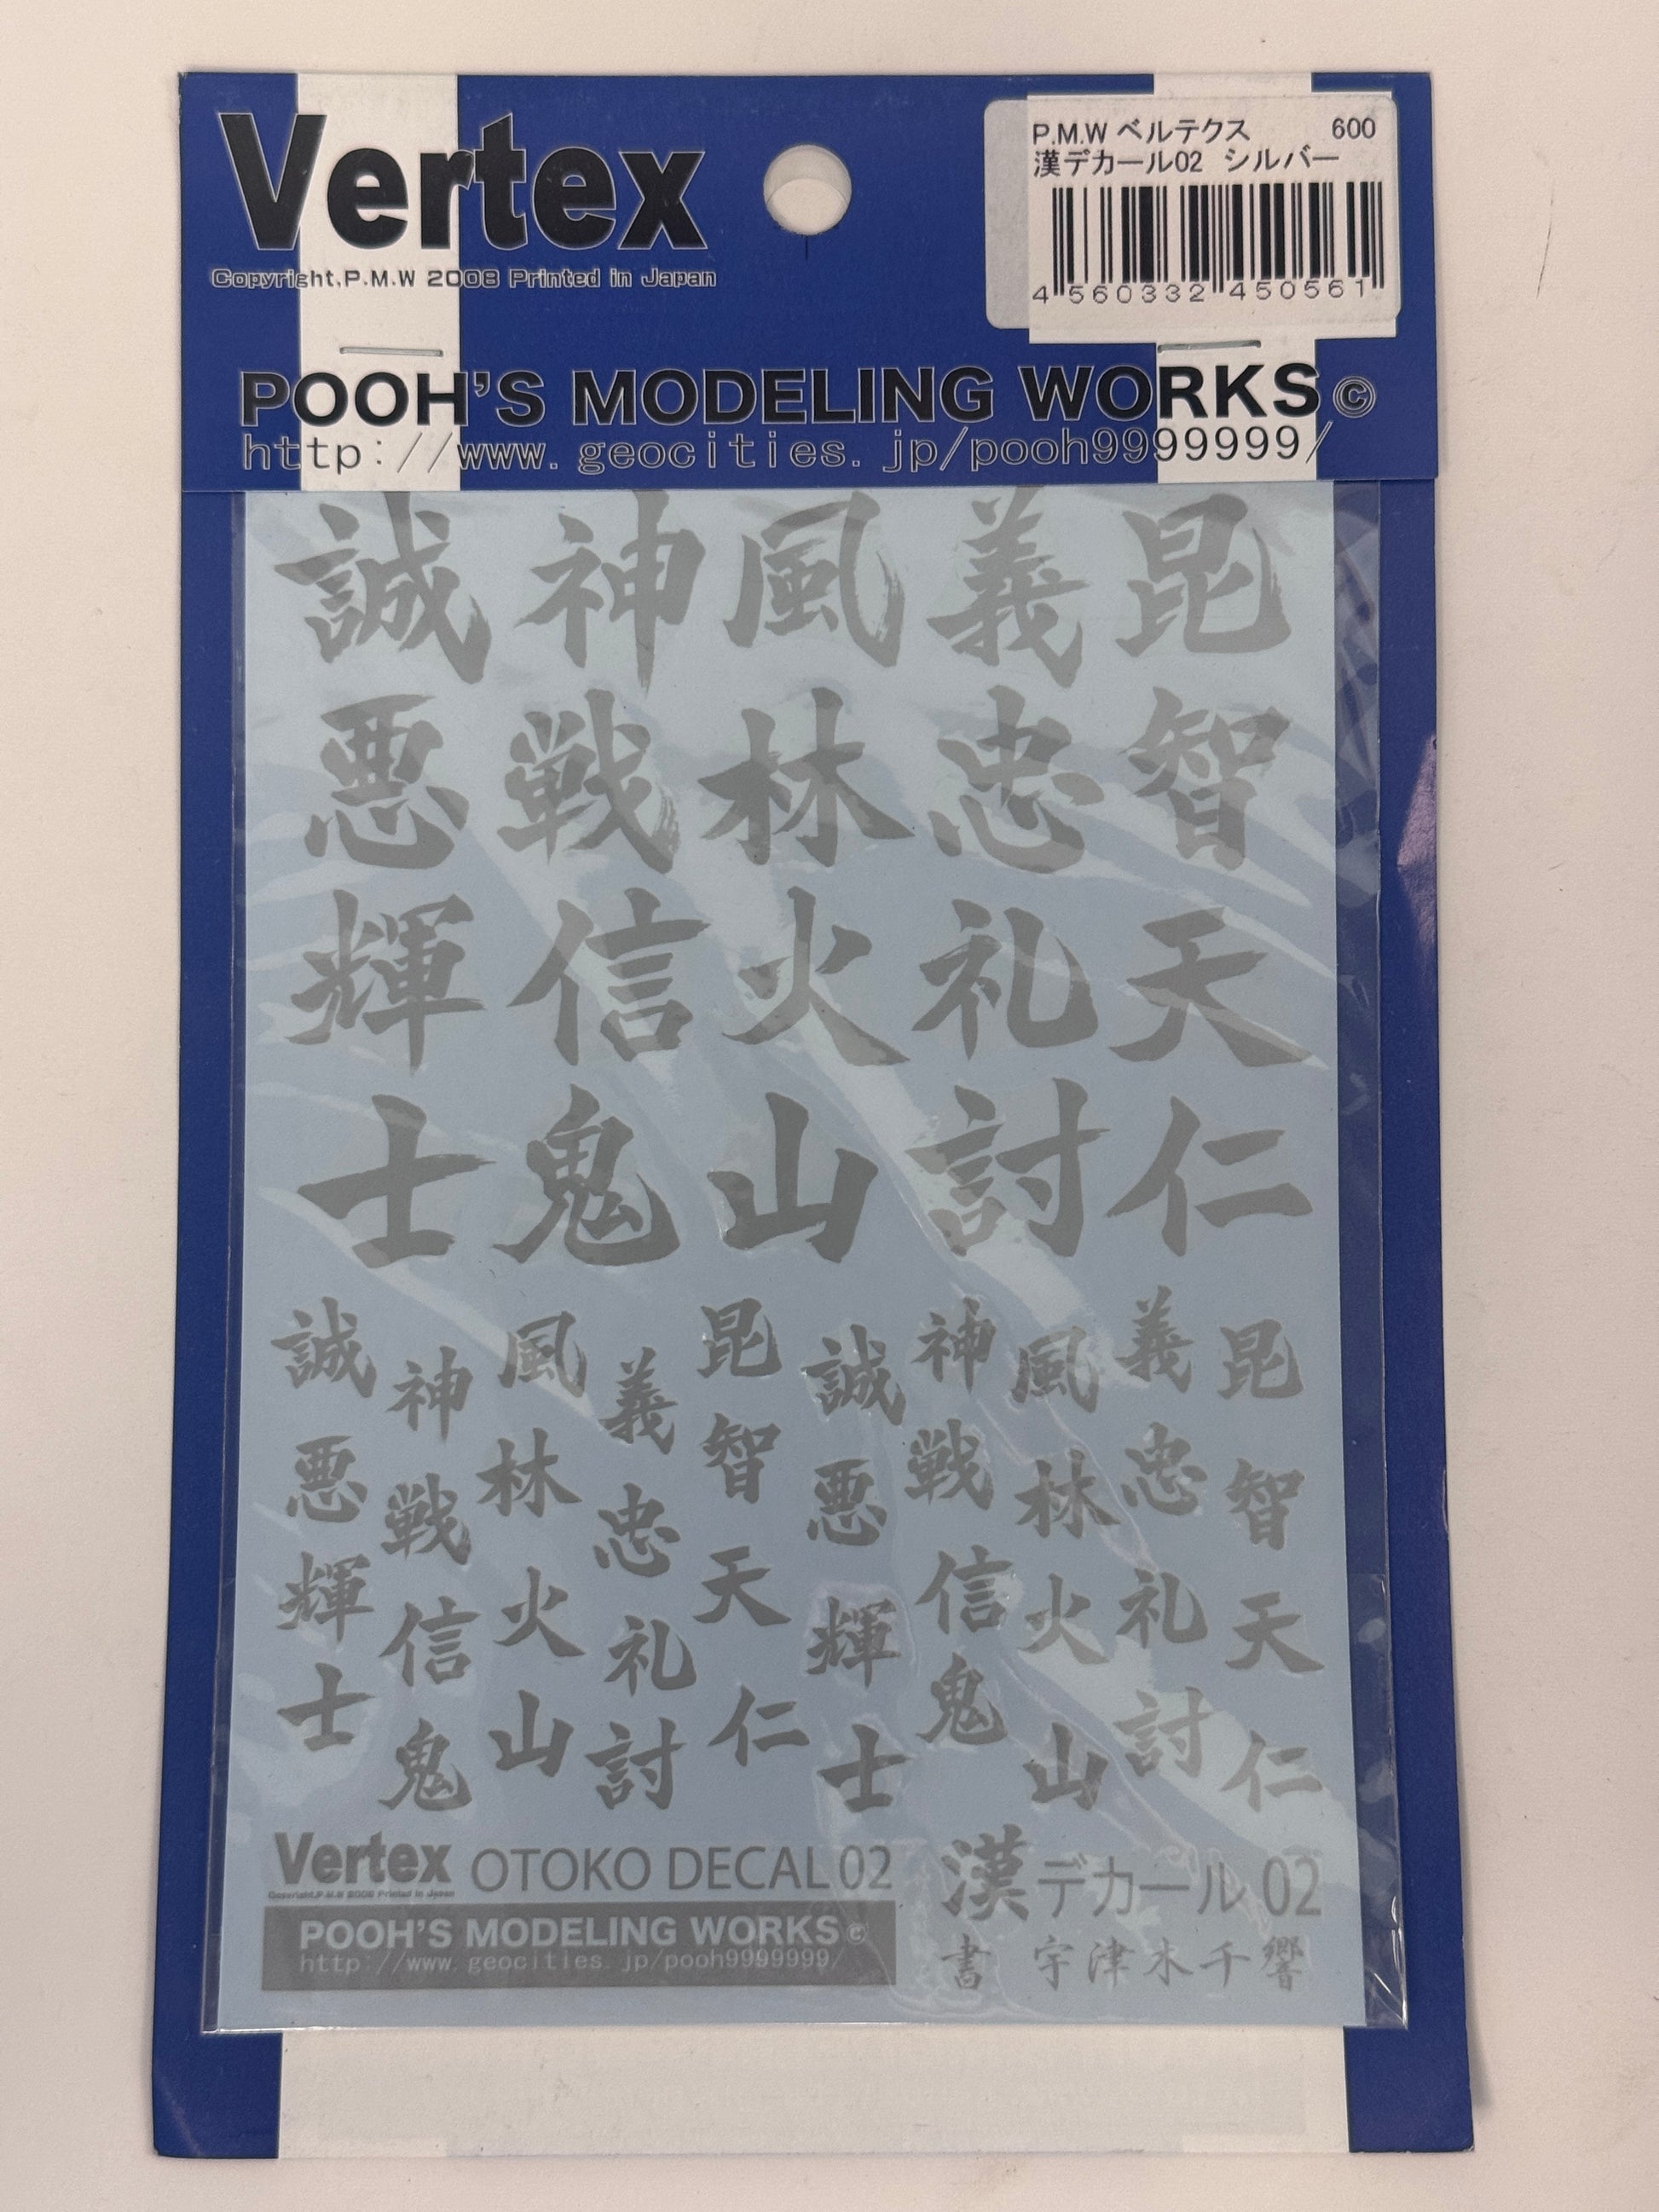 Vertex
Copyright,P.M.W 2008 Printed in Japan
P.M.W ベルテクス 600
漢デカール02 シルバー
4 560332 450561
POOH'S MODELING WORKS©
http://www.geocities.jp/pooh9999999/
誠 神 風 義 昆
悪 戦 林 忠 智
輝 信 火 礼 天
士 鬼 山 討 仁
誠 神 風 義 昆 誠 神 風 義 昆
悪 戦 林 忠 智 悪 戦 林 忠 智
輝 信 火 礼 天 輝 信 火 礼 天
士 鬼 山 討 仁 士 鬼 山 討 仁
Vertex OTOKO DECAL 02
Copyright,P.M.W 2008 Printed in Japan
POOH'S MODELING WORKS©
http://www.geocities.jp/pooh9999999/
漢デカール 02
書 宇津木千響